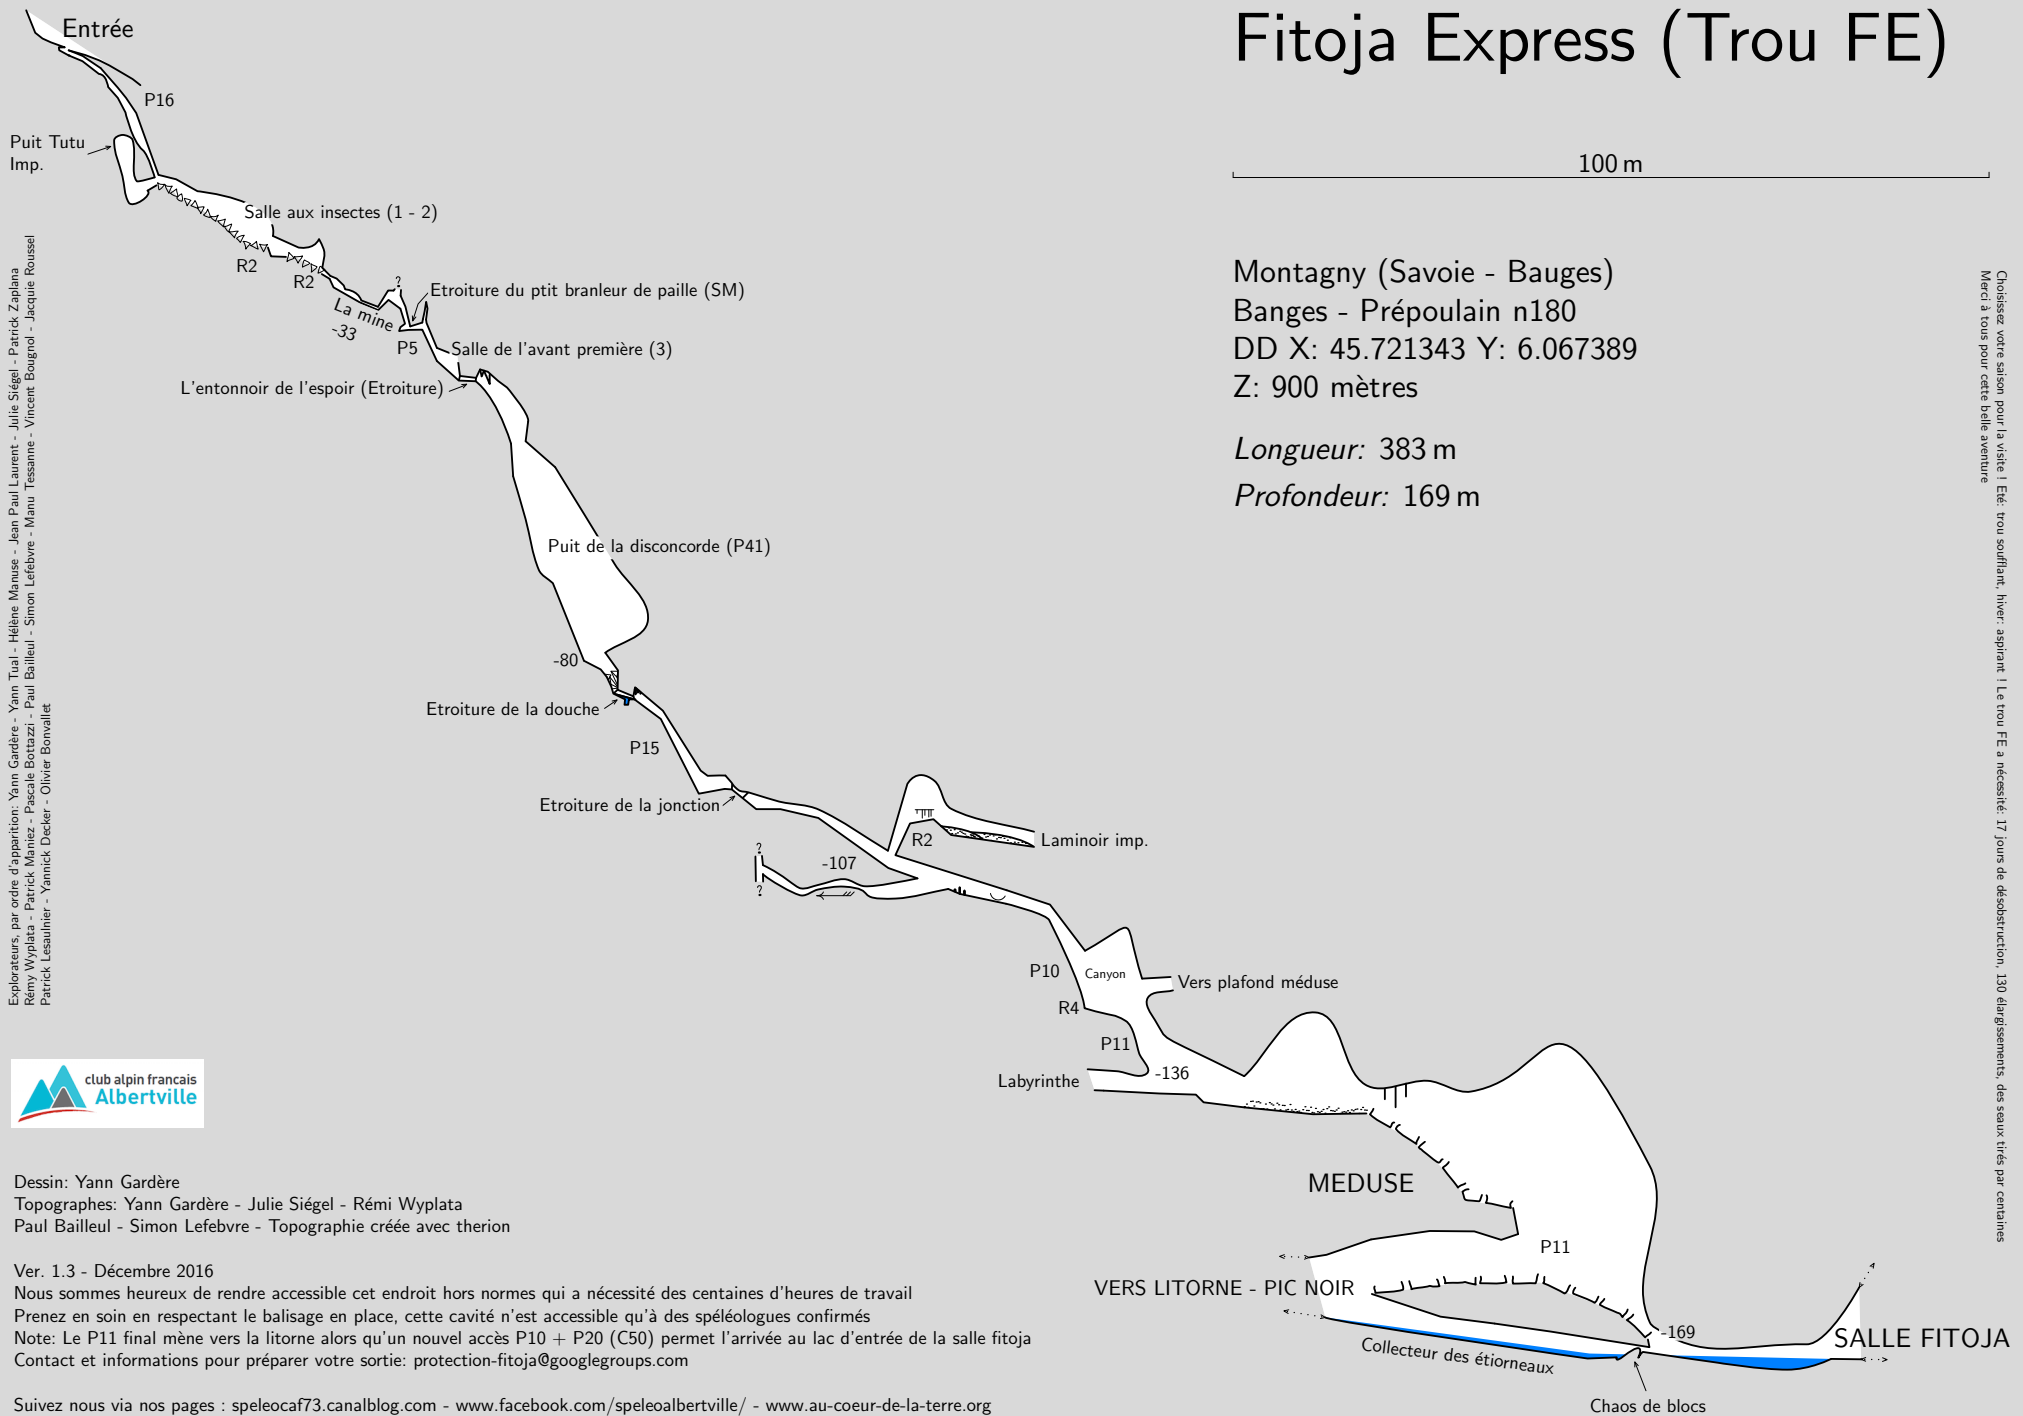 Fitoja Express (Trou FE)
100 m
Montagny (Savoie - Bauges)
Banges - Prépoulain n180
DD X: 45.721343 Y: 6.067389
Z: 900 mètres
Longueur: 383 m
Profondeur: 169 m
Entrée
P16
Puit Tutu
Imp.
Salle aux insectes (1 - 2)
R2
R2
?
Etroiture du ptit branleur de paille (SM)
La mine
-33
P5
Salle de l'avant première (3)
L'entonnoir de l'espoir (Etroiture)
Puit de la disconcorde (P41)
-80
Etroiture de la douche
P15
Etroiture de la jonction
R2
Laminoir imp.
?
-107
?
P10
Canyon
Vers plafond méduse
R4
P11
-136
Labyrinthe
MEDUSE
P11
VERS LITORNE - PIC NOIR
-169
SALLE FITOJA
Collecteur des étiorneaux
Chaos de blocs
Explorateurs, par ordre d'apparition: Yann Gardère - Yann Tual - Hélène Manuse - Jean Paul Laurent - Julie Siégel - Patrick Zaplana
Rémy Wyplata - Patrick Maniez - Pascale Bottazzi - Paul Bailleul - Simon Lefebvre - Manu Tessanne - Vincent Bougnol - Jacquie Roussel
Patrick Lesaulnier - Yannick Decker - Olivier Bonvallet
Choisissez votre saison pour la visite ! Eté: trou soufflant, hiver: aspirant ! Le trou FE a nécessité: 17 jours de désobstruction, 130 élargissements, des seaux tirés par centaines
Merci à tous pour cette belle aventure
club alpin francais
Albertville
Dessin: Yann Gardère
Topographes: Yann Gardère - Julie Siégel - Rémi Wyplata
Paul Bailleul - Simon Lefebvre - Topographie créée avec therion
Ver. 1.3 - Décembre 2016
Nous sommes heureux de rendre accessible cet endroit hors normes qui a nécessité des centaines d'heures de travail
Prenez en soin en respectant le balisage en place, cette cavité n'est accessible qu'à des spéléologues confirmés
Note: Le P11 final mène vers la litorne alors qu'un nouvel accès P10 + P20 (C50) permet l'arrivée au lac d'entrée de la salle fitoja
Contact et informations pour préparer votre sortie: protection-fitoja@googlegroups.com
Suivez nous via nos pages : speleocaf73.canalblog.com - www.facebook.com/speleoalbertville/ - www.au-coeur-de-la-terre.org